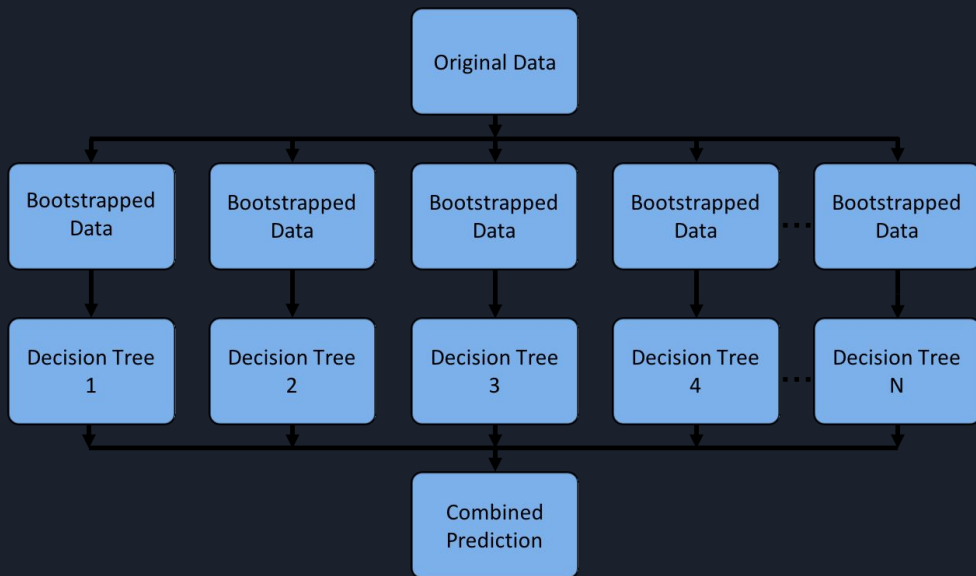 Original Data
Bootstrapped
Data
Bootstrapped
Data
Bootstrapped
Data
Bootstrapped
Data
Bootstrapped
Data
Decision Tree
1
Decision Tree
2
Decision Tree
3
Decision Tree
4
Decision Tree
N
Combined
Prediction